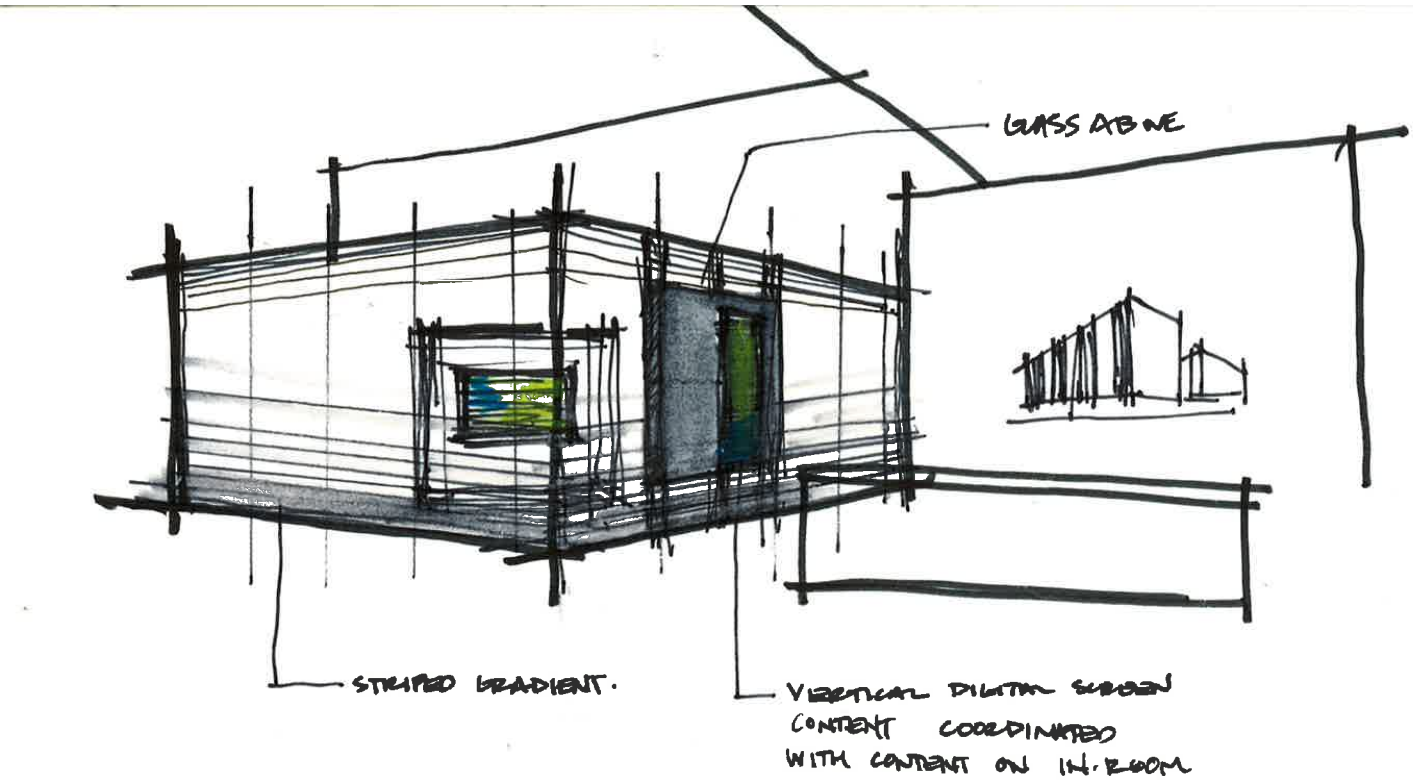 GLASS ABOVE
STRIPED GRADIENT.
VERTICAL DIGITAL SCREEN
CONTENT COORDINATED
WITH CONTENT ON IN-ROOM